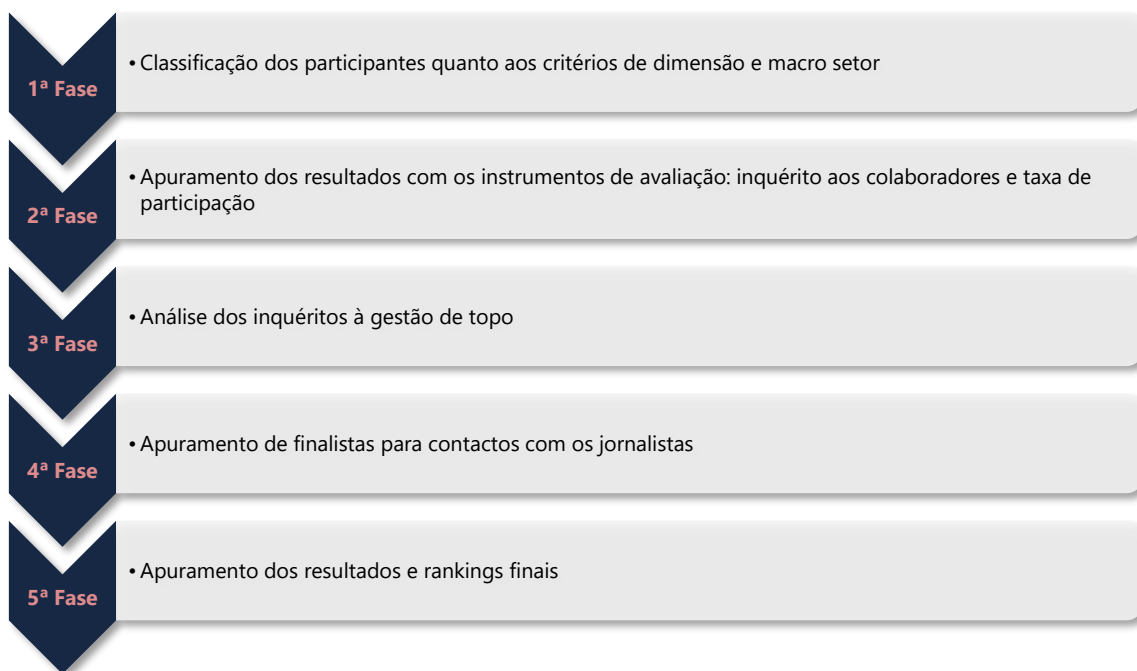 1ª Fase
• Classificação dos participantes quanto aos critérios de dimensão e macro setor
2ª Fase
• Apuramento dos resultados com os instrumentos de avaliação: inquérito aos colaboradores e taxa de
participação
3ª Fase
• Análise dos inquéritos à gestão de topo
4ª Fase
• Apuramento de finalistas para contactos com os jornalistas
5ª Fase
• Apuramento dos resultados e rankings finais